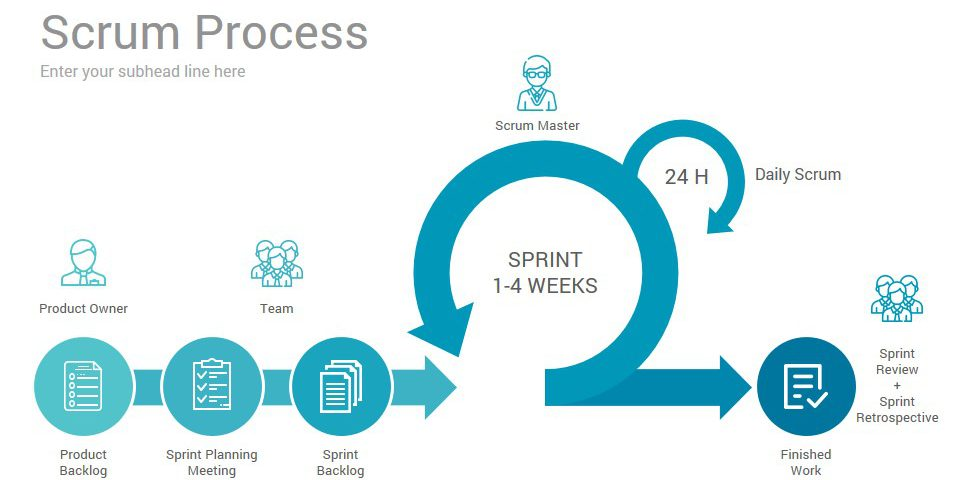 Scrum Process
Enter your subhead line here
Scrum Master
24 H
Daily Scrum
SPRINT
1-4 WEEKS
Product Owner
Team
Product
Backlog
Sprint Planning
Meeting
Sprint
Backlog
Finished
Work
Sprint
Review
+
Sprint
Retrospective